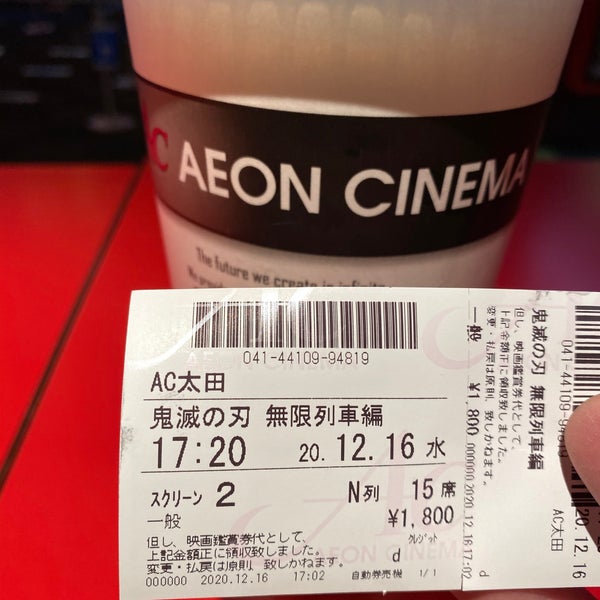 AC AEON CINEMA
The future we create in infinite
041-44109-94819
AC太田
鬼滅の刃 無限列車編
17:20 20.12.16 水
スクリーン 2 N列 15席
一般 ¥1,800
クレジット
但し、映画鑑賞券代として、
上記金額正に領収致しました。
変更・払戻は原則、致しかねます。
d
000000 2020.12.16 17:02 自動券売機 1/1
AEON CINEMA
鬼滅の刃 無限列車編
但し、映画鑑賞券代として、
上記金額正に領収致しました。
変更・払戻は原則、致しかねます。
一般 ¥1,800
000000 2020.12.16 17:02 d
041-44109-94819
20.12.16
AC太田